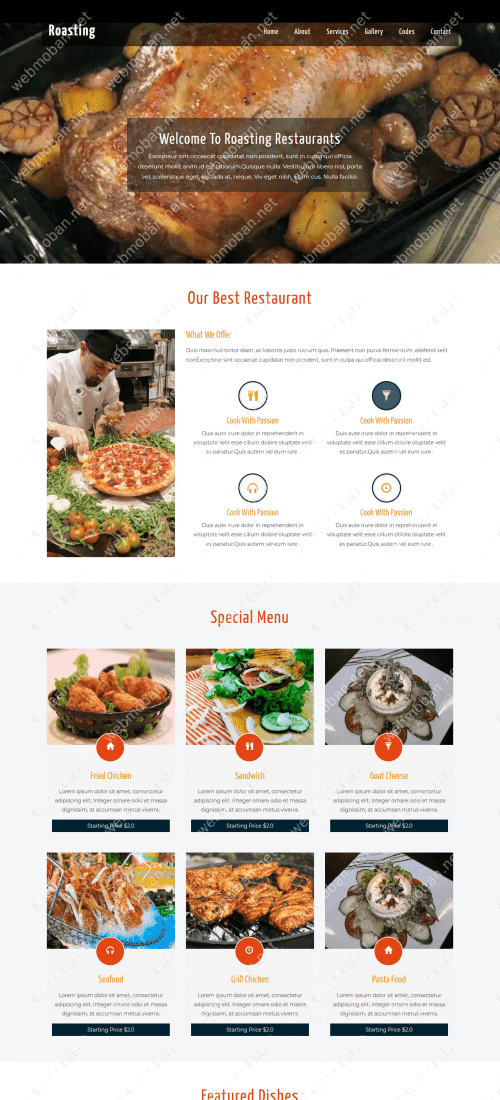 Roasting
Home About Services Gallery Codes Contact
Welcome To Roasting Restaurants
Excepteur sint occaecat cupidatat non proident, sunt in culpa qui officia
deserunt mollit anim id est laborum.Quisque nulla. Vestibulum libero nisl, porta
vel, scelerisque eget, malesuada at, neque. Viv eget nibh. Etiam cus. Nulla facilisi.
Our Best Restaurant
What We Offer
Duis maximus tortor diam, ac lobortis justo rutrum quis. Praesent non purus fermentum, eleifend velit
nonExcepteur sint occaecat cupidatat non proident, sunt in culpa qui officia deserunt mollit est.
Cook With Passion
Duis aute irure dolor in reprehenderit in
voluptate velit esse cillum dolore oluptate velit
es pariatur.Quis autem vel eum iure .
Cook With Passion
Duis aute irure dolor in reprehenderit in
voluptate velit esse cillum dolore oluptate velit
es pariatur.Quis autem vel eum iure .
Cook With Passion
Duis aute irure dolor in reprehenderit in
voluptate velit esse cillum dolore oluptate velit
es pariatur.Quis autem vel eum iure .
Cook With Passion
Duis aute irure dolor in reprehenderit in
voluptate velit esse cillum dolore oluptate velit
es pariatur.Quis autem vel eum iure .
Special Menu
Fried Chicken
Lorem ipsum dolor sit amet, consectetur
adipiscing elit. Integer ornare odio et massa
dignissim, at accumsan metus viverra.
Starting Price $2.0
Sandwich
Lorem ipsum dolor sit amet, consectetur
adipiscing elit. Integer ornare odio et massa
dignissim, at accumsan metus viverra.
Starting Price $2.0
Goat Cheese
Lorem ipsum dolor sit amet, consectetur
adipiscing elit. Integer ornare odio et massa
dignissim, at accumsan metus viverra.
Starting Price $2.0
Seafood
Lorem ipsum dolor sit amet, consectetur
adipiscing elit. Integer ornare odio et massa
dignissim, at accumsan metus viverra.
Starting Price $2.0
Grill Chicken
Lorem ipsum dolor sit amet, consectetur
adipiscing elit. Integer ornare odio et massa
dignissim, at accumsan metus viverra.
Starting Price $2.0
Pasta Food
Lorem ipsum dolor sit amet, consectetur
adipiscing elit. Integer ornare odio et massa
dignissim, at accumsan metus viverra.
Starting Price $2.0
Featured Dishes
webmoban.net